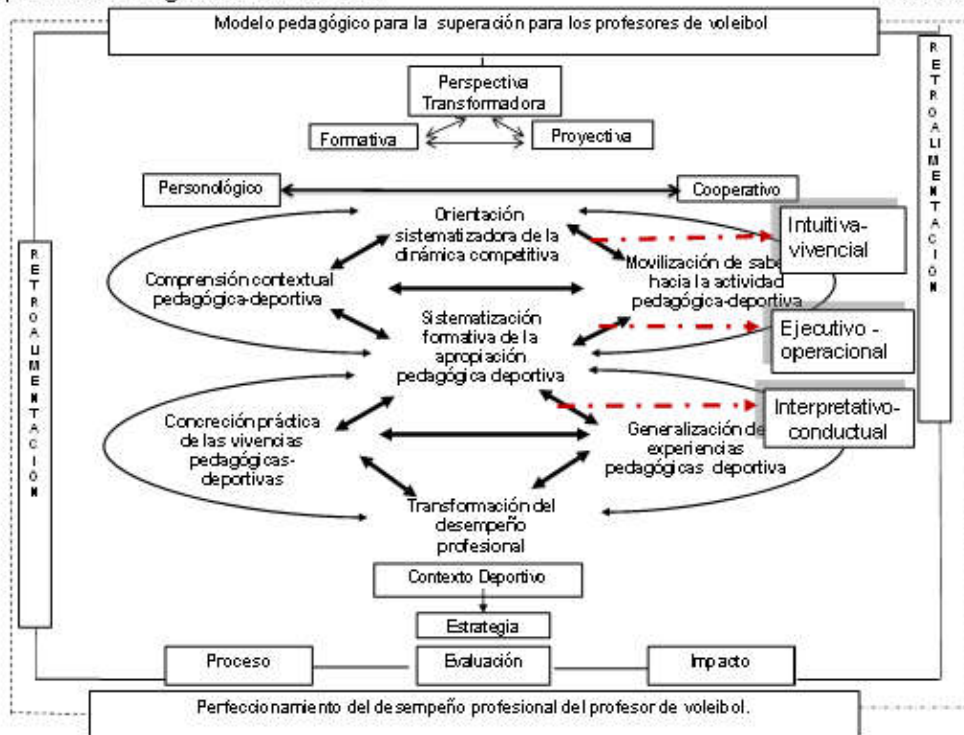 Modelo pedagógico para la superación para los profesores de voleibol
Perspectiva
Transformadora
Formativa
Proyectiva
Personológico
Cooperativo
Orientación
sistematizadora de la
dinámica competitiva
Intuitiva-
vivencial
Comprensión contextual
pedagógica-deportiva
Movilización de sabe
hacia la actividad
pedagógica-deportiva
Sistematización
formativa de la
apropiación
pedagógica deportiva
Ejecutivo -
operacional
Interpretativo-
conductual
Concreción práctica
de las vivencias
pedagógicas-
deportivas
Generalización de
experiencias
pedagógicas deportiva
Transformación del
desempeño
profesional
Contexto Deportivo
Estrategia
Proceso
Evaluación
Impacto
Perfeccionamiento del desempeño profesional del profesor de voleibol.
RETROAUMENTACIÓN
RETROALIMENTACIÓN